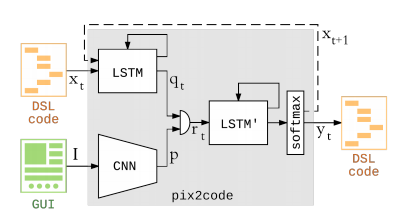 x_{t+1}
LSTM
x_t
q_t
DSL
code
r_t
LSTM'
softmax
y_t
DSL
code
I
CNN
p
GUI
pix2code